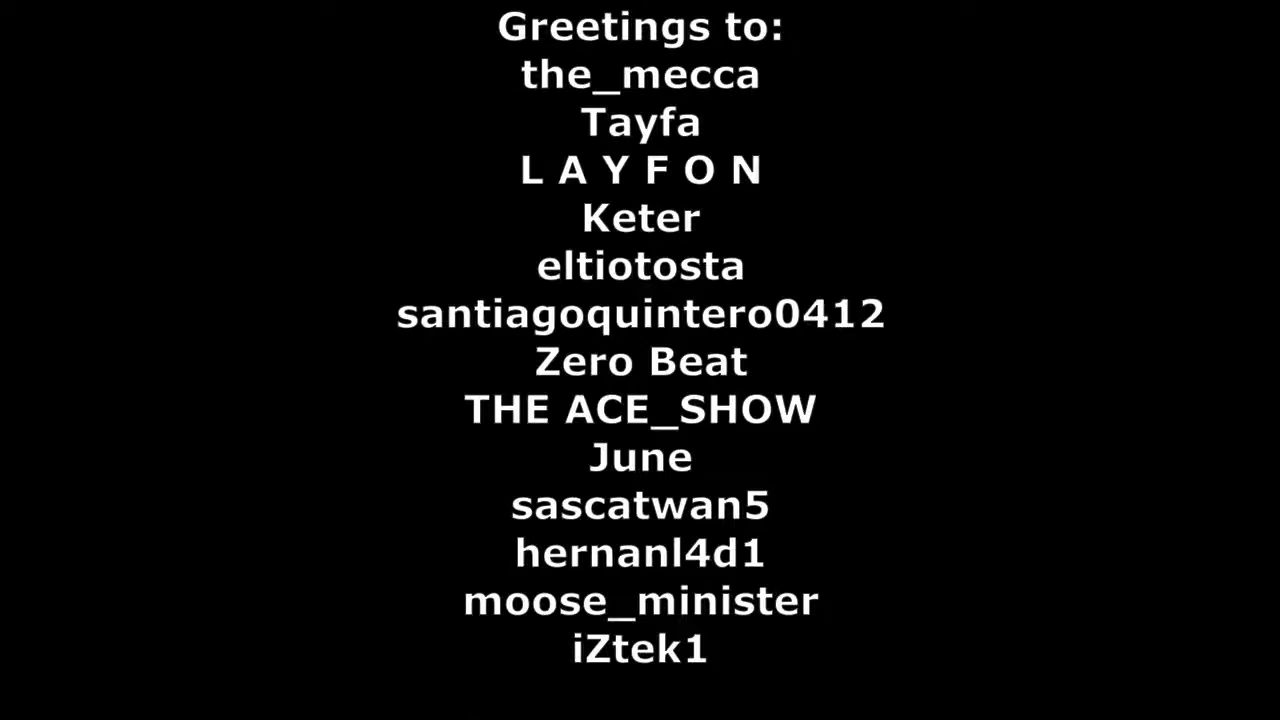 Greetings to:
the_mecca
Tayfa
L A Y F O N
Keter
eltiotosta
santiagoquintero0412
Zero Beat
THE ACE_SHOW
June
sascatwan5
hernanl4d1
moose_minister
iZtek1